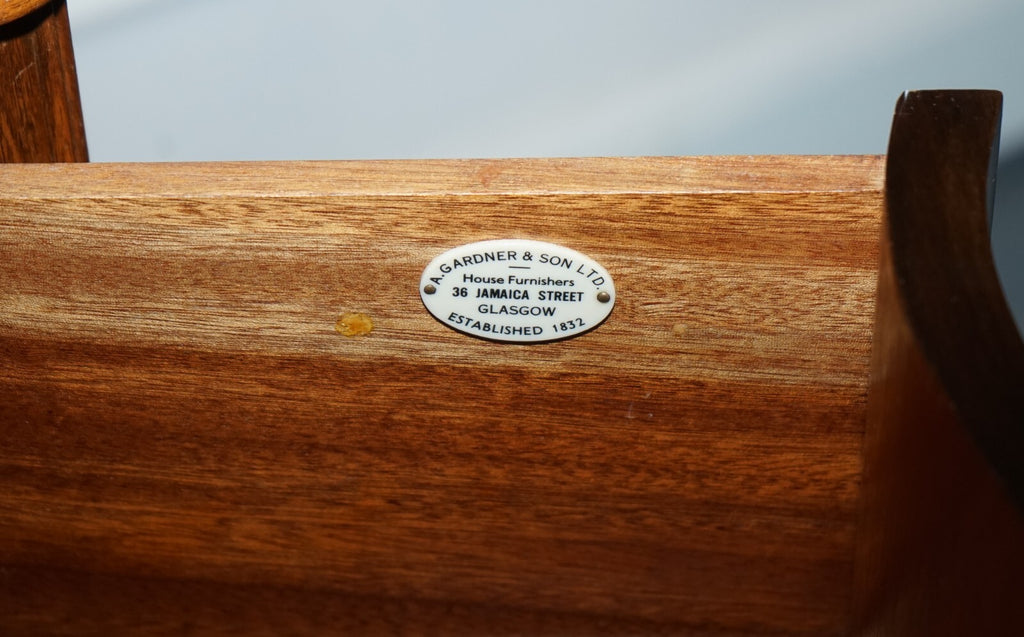 A. GARDNER & SON LTD.
House Furnishers
36 JAMAICA STREET
GLASGOW
ESTABLISHED 1832